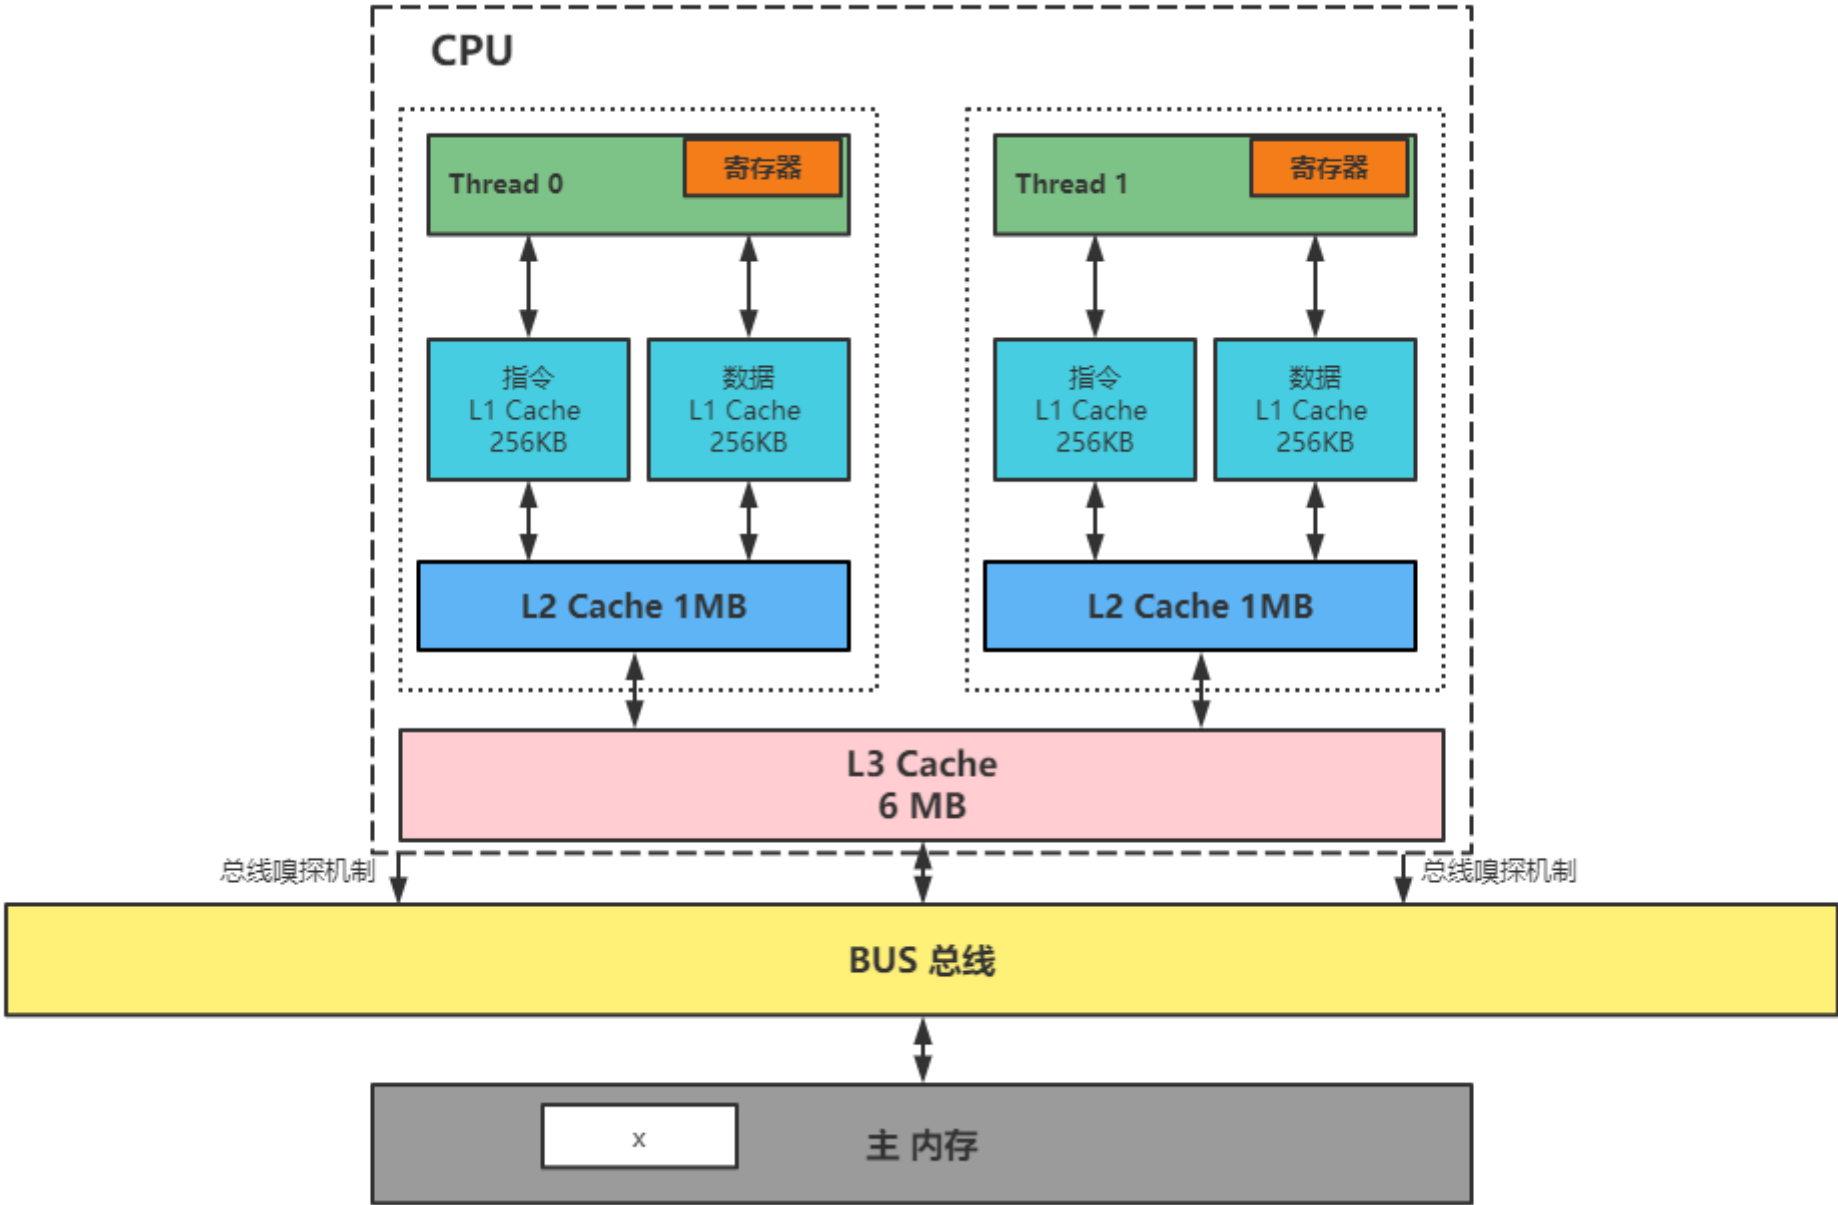 CPU
Thread 0
寄存器
Thread 1
寄存器
指令
L1 Cache
256KB
数据
L1 Cache
256KB
指令
L1 Cache
256KB
数据
L1 Cache
256KB
L2 Cache 1MB
L2 Cache 1MB
L3 Cache
6 MB
总线嗅探机制
总线嗅探机制
BUS 总线
x
主 内存